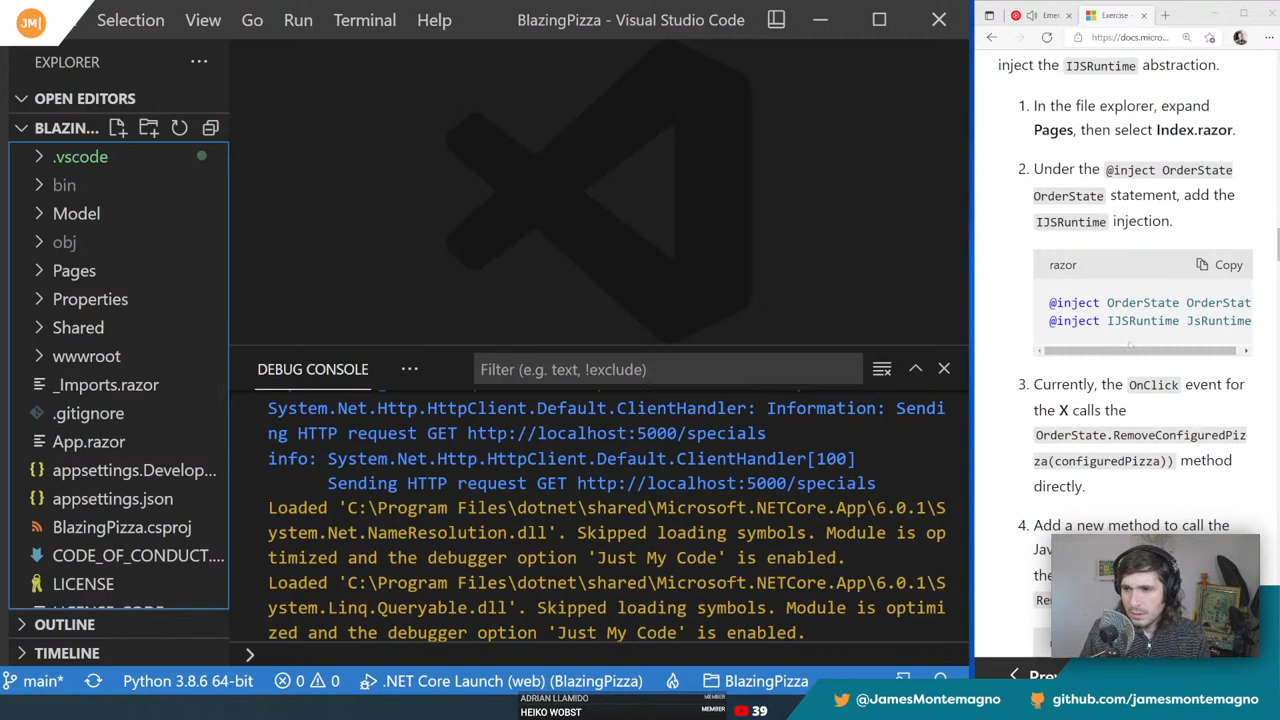 JM|
Selection View Go Run Terminal Help
BlazingPizza - Visual Studio Code
EXPLORER
OPEN EDITORS
BLAZIN...
.vscode
bin
Model
obj
Pages
Properties
Shared
wwwroot
_Imports.razor
.gitignore
App.razor
appsettings.Develop...
appsettings.json
BlazingPizza.csproj
CODE_OF_CONDUCT....
LICENSE
OUTLINE
TIMELINE
DEBUG CONSOLE
Filter (e.g. text, !exclude)
System.Net.Http.HttpClient.Default.ClientHandler: Information: Sendi
ng HTTP request GET http://localhost:5000/specials
info: System.Net.Http.HttpClient.Default.ClientHandler[100]
Sending HTTP request GET http://localhost:5000/specials
Loaded 'C:\Program Files\dotnet\shared\Microsoft.NETCore.App\6.0.1\S
ystem.Net.NameResolution.dll'. Skipped loading symbols. Module is op
timized and the debugger option 'Just My Code' is enabled.
Loaded 'C:\Program Files\dotnet\shared\Microsoft.NETCore.App\6.0.1\S
ystem.Linq.Queryable.dll'. Skipped loading symbols. Module is optimi
zed and the debugger option 'Just My Code' is enabled.
main* Python 3.8.6 64-bit 0 0 .NET Core Launch (web) (BlazingPizza) BlazingPizza
Emei
Exercise -
https://docs.micro...
inject the IJSRuntime abstraction.
1. In the file explorer, expand
Pages, then select Index.razor.
2. Under the @inject OrderState
OrderState statement, add the
IJSRuntime injection.
razor Copy
@inject OrderState OrderStat
@inject IJSRuntime JsRuntime
3. Currently, the OnClick event for
the X calls the
OrderState.RemoveConfiguredPiz
za(configuredPizza)) method
directly.
4. Add a new method to call the
ADRIAN LLAMIDO MEMBER
HEIKO WOBST MEMBER
39
@JamesMontemagno
github.com/jamesmontemagno